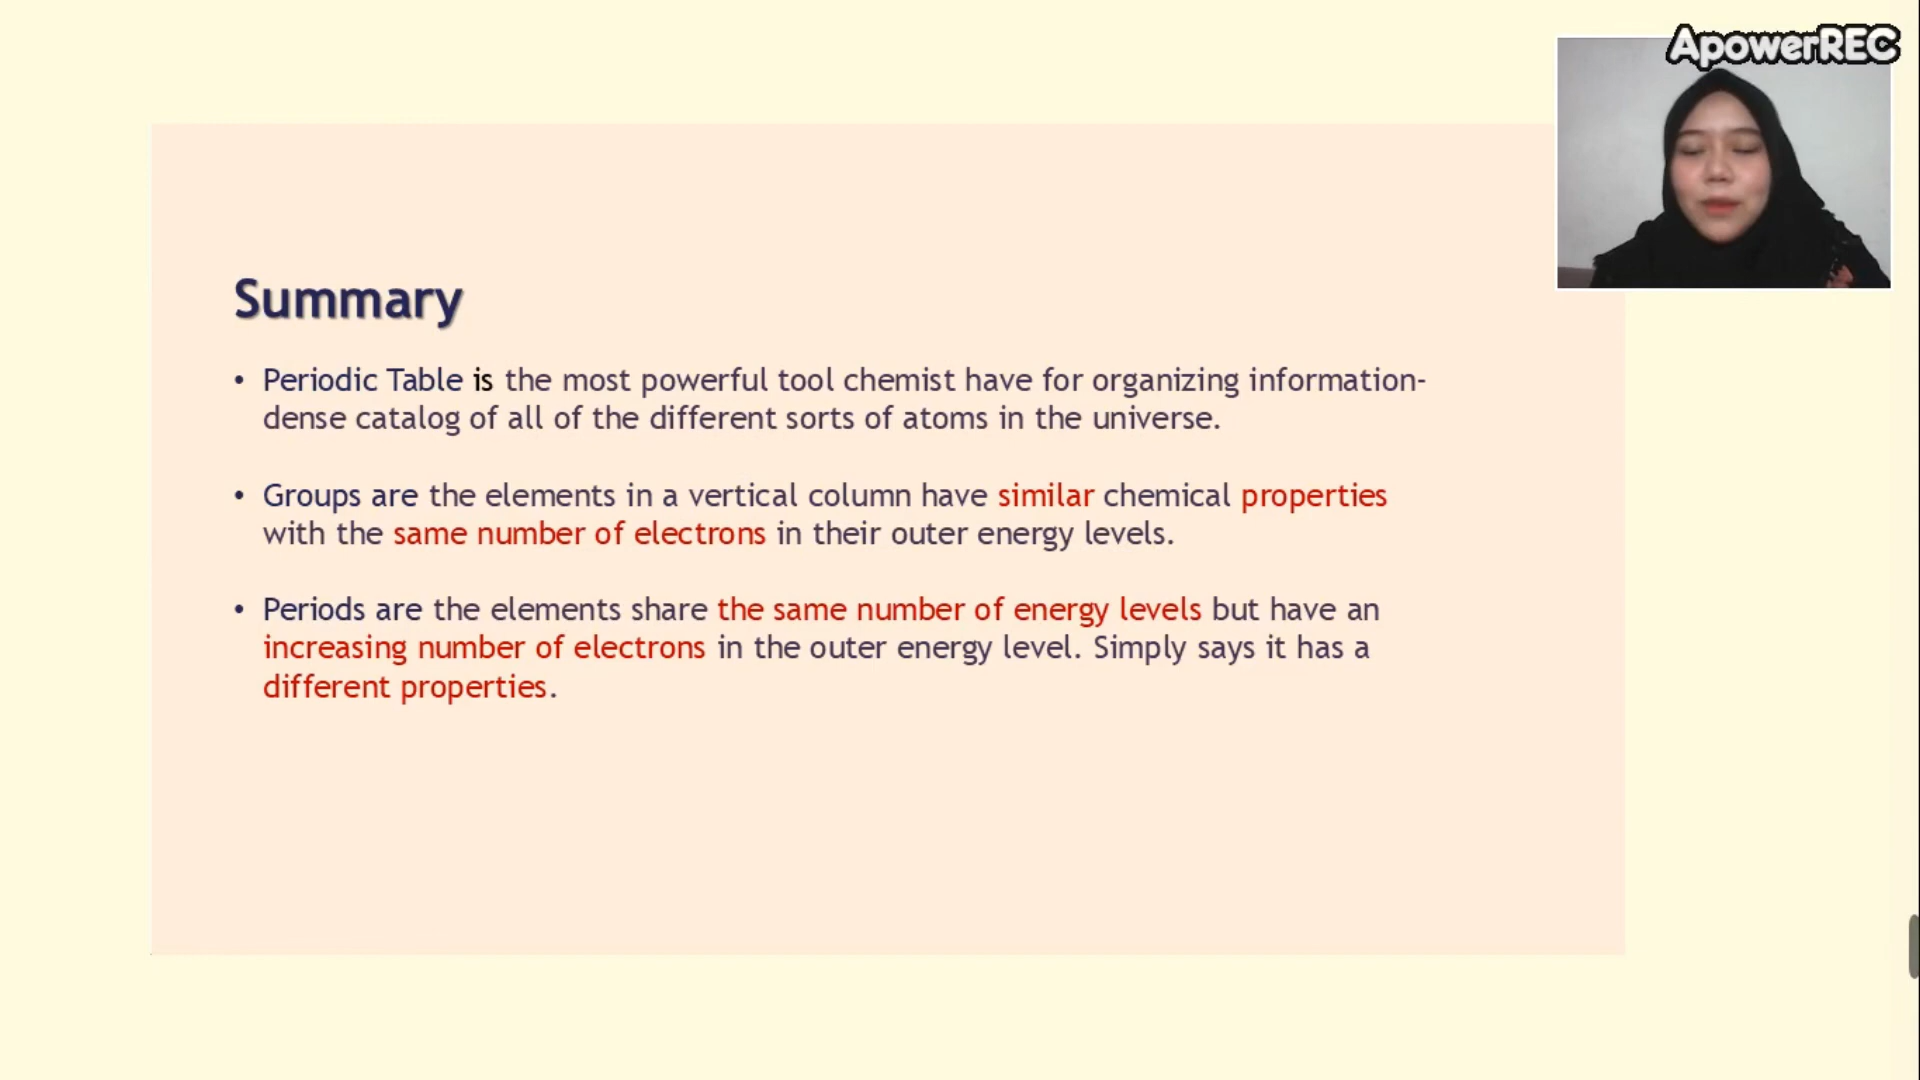 ApowerREC
Summary
• Periodic Table is the most powerful tool chemist have for organizing information-
dense catalog of all of the different sorts of atoms in the universe.
• Groups are the elements in a vertical column have similar chemical properties
with the same number of electrons in their outer energy levels.
• Periods are the elements share the same number of energy levels but have an
increasing number of electrons in the outer energy level. Simply says it has a
different properties.